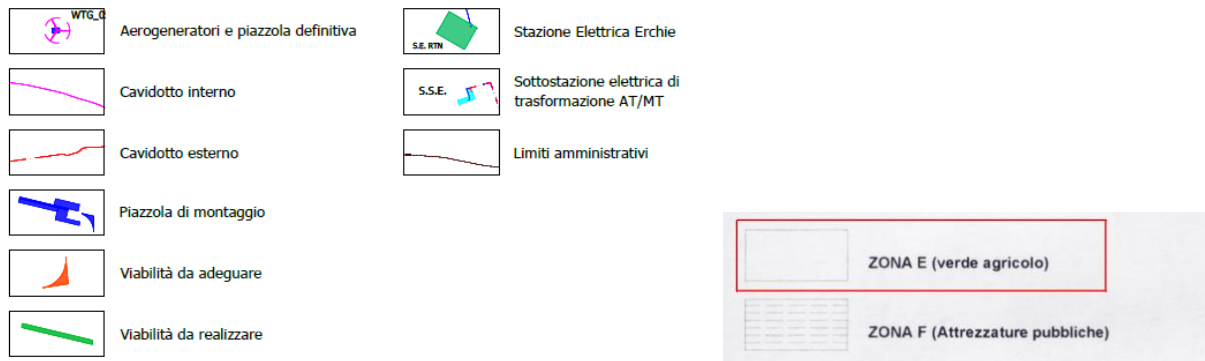 WTG_0
Aerogeneratori e piazzola definitiva
Cavidotto interno
Cavidotto esterno
Piazzola di montaggio
Viabilità da adeguare
Viabilità da realizzare
S.E. RTN
Stazione Elettrica Erchie
S.S.E.
Sottostazione elettrica di
trasformazione AT/MT
Limiti amministrativi
ZONA E (verde agricolo)
ZONA F (Attrezzature pubbliche)